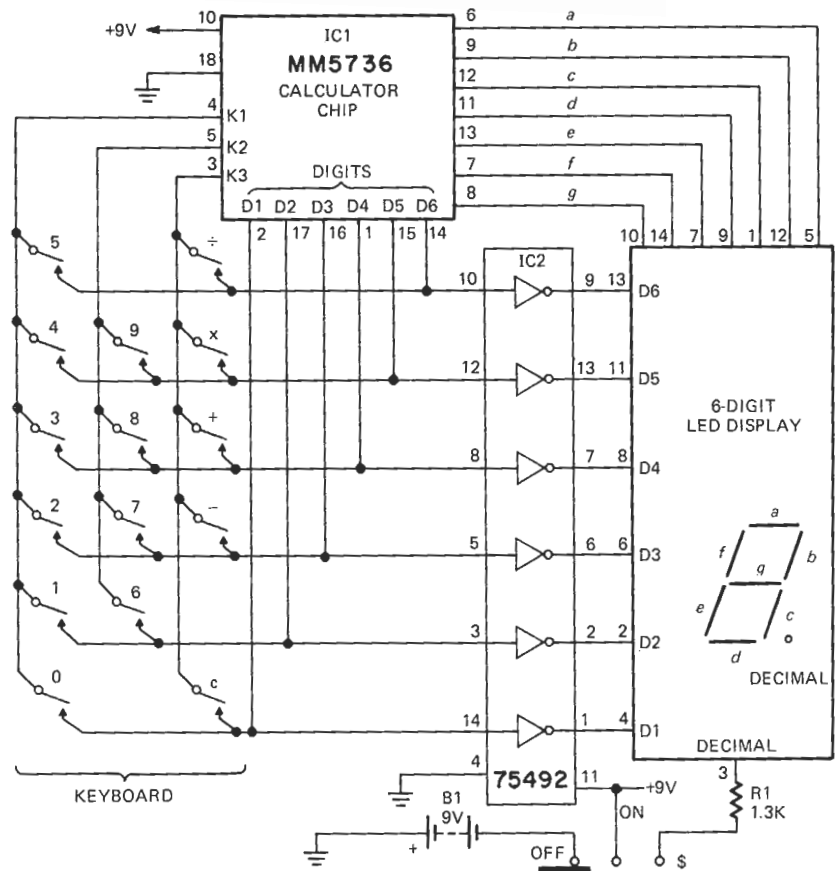 10
+9V
IC1
MM5736
CALCULATOR
CHIP
18
4
K1
5
K2
3
K3
DIGITS
D1 D2 D3 D4 D5 D6
2 17 16 1 15 14
6 a
9 b
12 c
11 d
13 e
7 f
8 g
10 14 7 9 1 12 5
IC2
5 ÷
10 9 13 D6
4 9 x
12 13 11 D5
3 8 +
8 7 8 D4
2 7 −
5 6 6 D3
1 6
3 2 2 D2
0 c
14 1 4 D1
6-DIGIT
LED DISPLAY
a
f b
g
e c
d
DECIMAL
DECIMAL
3
KEYBOARD
4
75492
11
+9V
ON
R1
1.3K
B1
9V
+
OFF
$